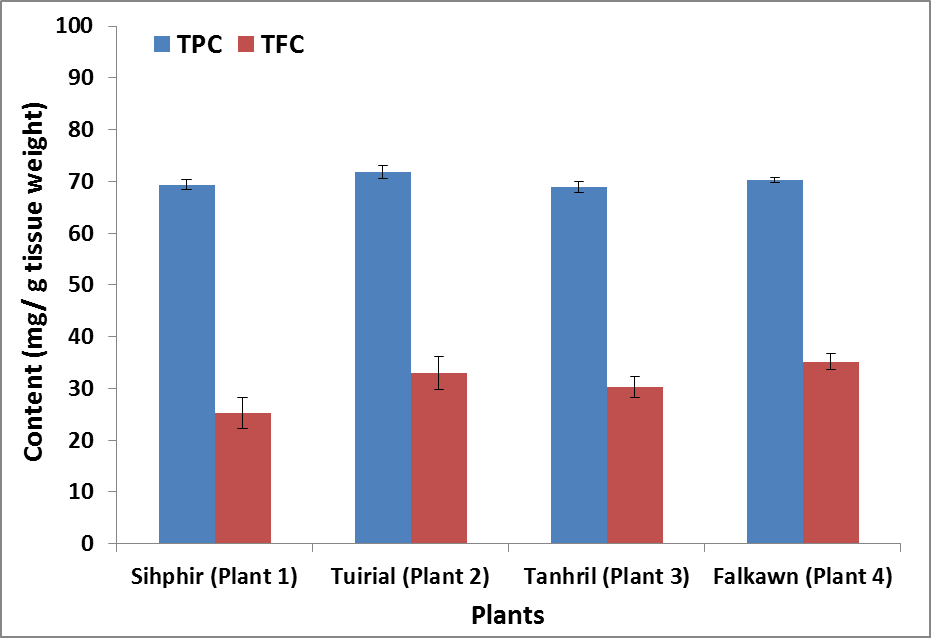 TPC TFC
100
90
80
70
60
50
40
30
20
10
0
Content (mg/ g tissue weight)
Sihphir (Plant 1) Tuirial (Plant 2) Tanhril (Plant 3) Falkawn (Plant 4)
Plants